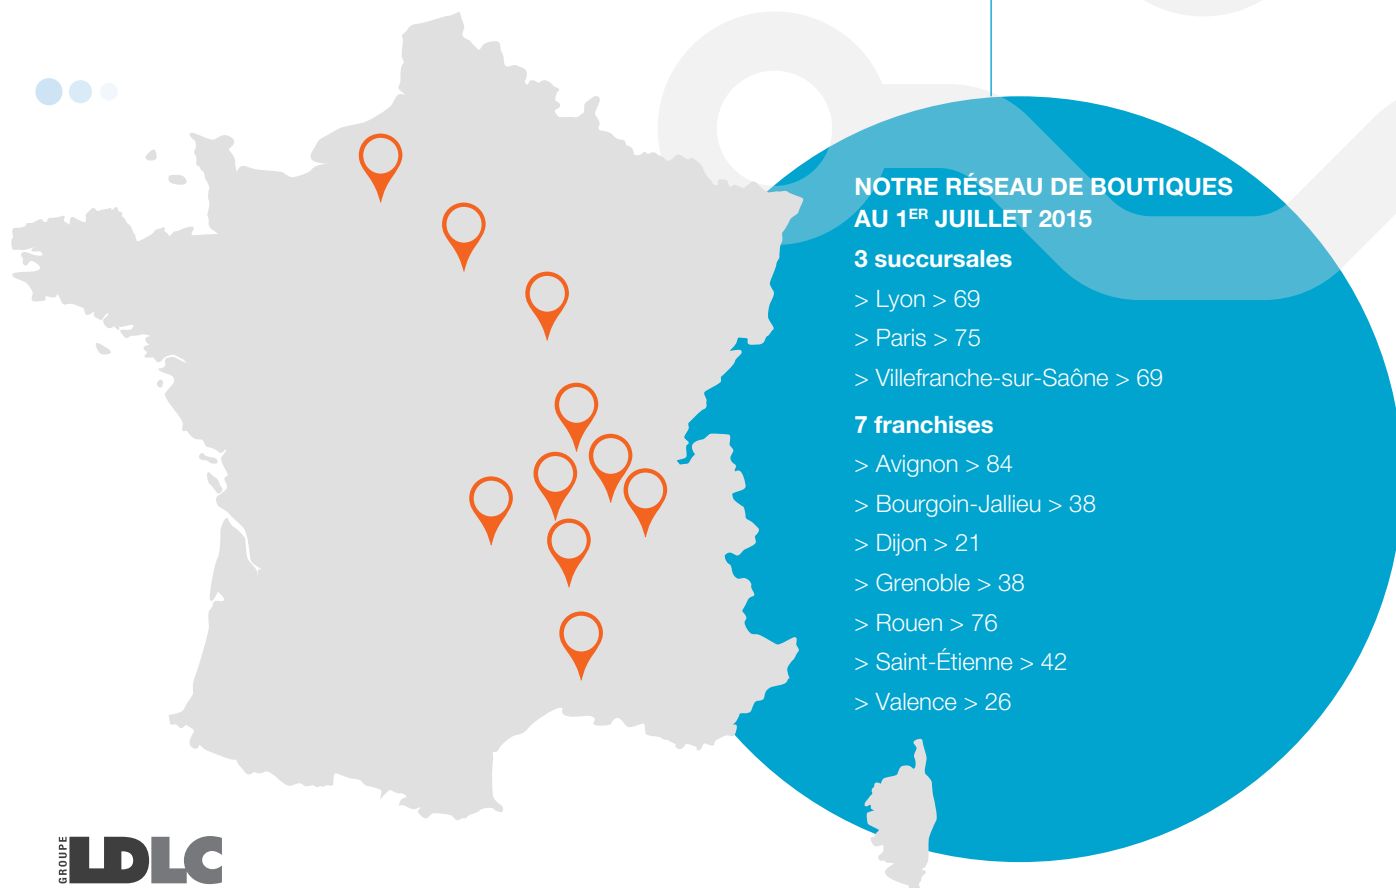 NOTRE RÉSEAU DE BOUTIQUES
AU 1ER JUILLET 2015
3 succursales
> Lyon > 69
> Paris > 75
> Villefranche-sur-Saône > 69
7 franchises
> Avignon > 84
> Bourgoin-Jallieu > 38
> Dijon > 21
> Grenoble > 38
> Rouen > 76
> Saint-Étienne > 42
> Valence > 26
GROUPE LDLC